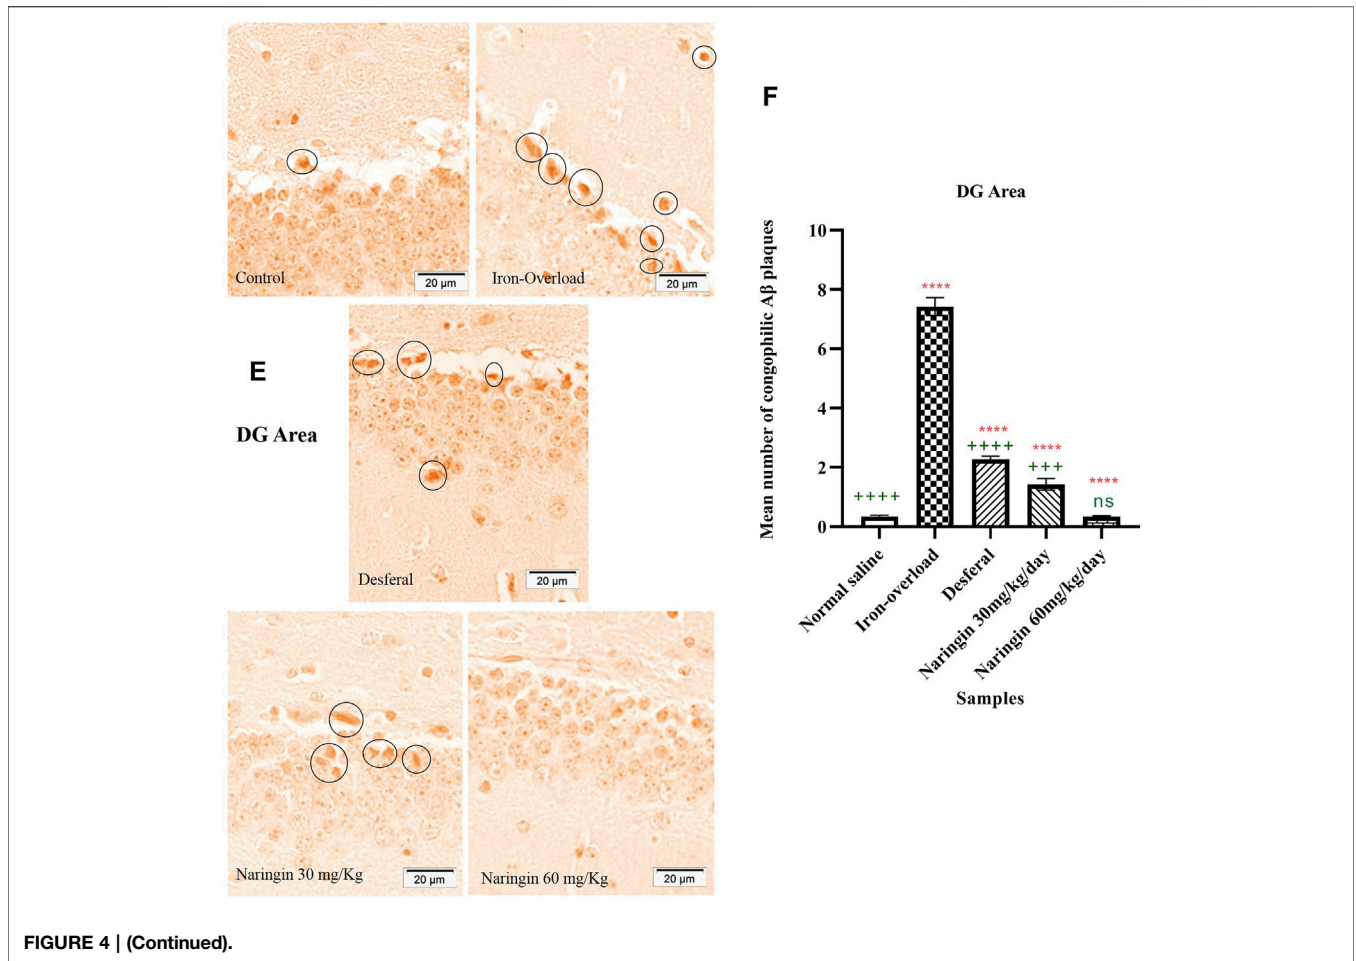 Control
20 μm
Iron-Overload
20 μm
E
DG Area
Desferal
20 μm
Naringin 30 mg/Kg
20 μm
Naringin 60 mg/Kg
20 μm
F
DG Area
Mean number of congophilic Aβ plaques
10
8
6
4
2
0
++++
****
****
++++
****
+++
****
ns
Normal saline
Iron-overload
Desferal
Naringin 30mg/kg/day
Naringin 60mg/kg/day
Samples
FIGURE 4 | (Continued).